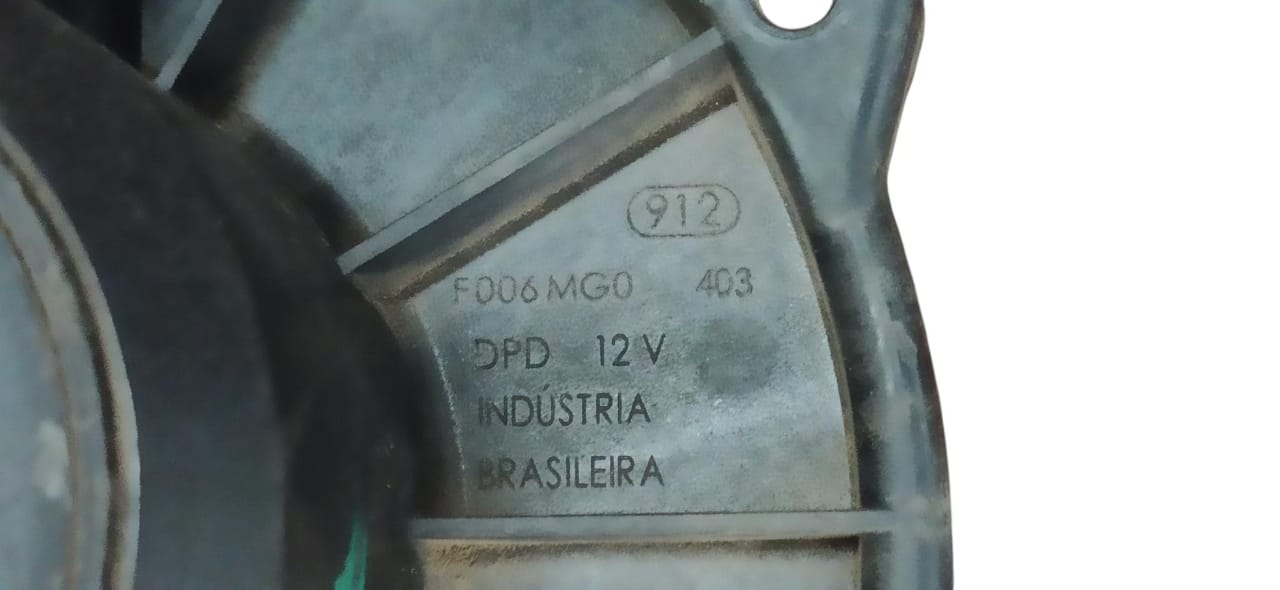 912
F006MG0 403
DPD 12 V
INDÚSTRIA
BRASILEIRA